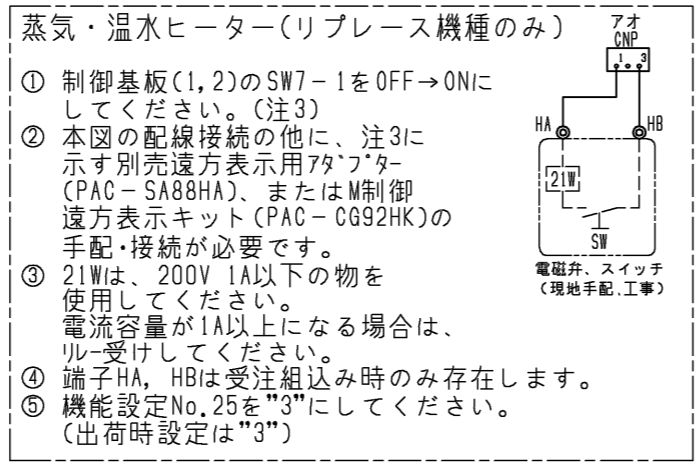 蒸気・温水ヒーター(リプレース機種のみ)
① 制御基板(1,2)のSW7－1をOFF→ONに
してください。(注3)
② 本図の配線接続の他に、注3に
示す別売遠方表示用ｱﾀﾞﾌﾟﾀｰ
(PAC－SA88HA)、またはM制御
遠方表示キット(PAC－CG92HK)の
手配・接続が必要です。
③ 21Wは、200V 1A以下の物を
使用してください。
電流容量が1A以上になる場合は、
ﾘﾚｰ受けしてください。
④ 端子HA, HBは受注組込み時のみ存在します。
⑤ 機能設定No.25を"3"にしてください。
(出荷時設定は"3")
アオ
CNP
1 3
HA HB
21W
SW
電磁弁、スイッチ
(現地手配、工事)